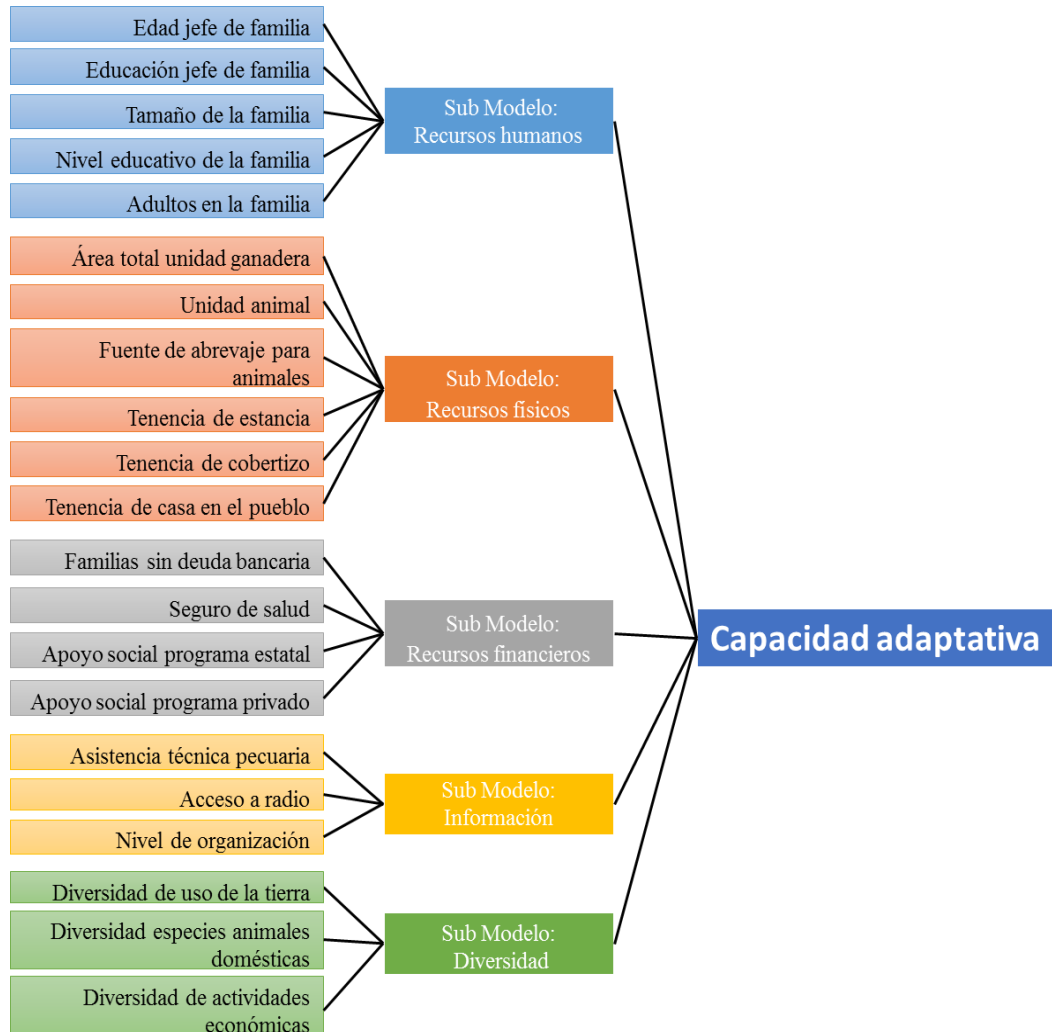 Edad jefe de familia
Educación jefe de familia
Tamaño de la familia
Nivel educativo de la familia
Adultos en la familia
Sub Modelo:
Recursos humanos
Área total unidad ganadera
Unidad animal
Fuente de abrevaje para
animales
Tenencia de estancia
Tenencia de cobertizo
Tenencia de casa en el pueblo
Sub Modelo:
Recursos físicos
Familias sin deuda bancaria
Seguro de salud
Apoyo social programa estatal
Apoyo social programa privado
Sub Modelo:
Recursos financieros
Asistencia técnica pecuaria
Acceso a radio
Nivel de organización
Sub Modelo:
Información
Diversidad de uso de la tierra
Diversidad especies animales
domésticas
Diversidad de actividades
económicas
Sub Modelo:
Diversidad
Capacidad adaptativa